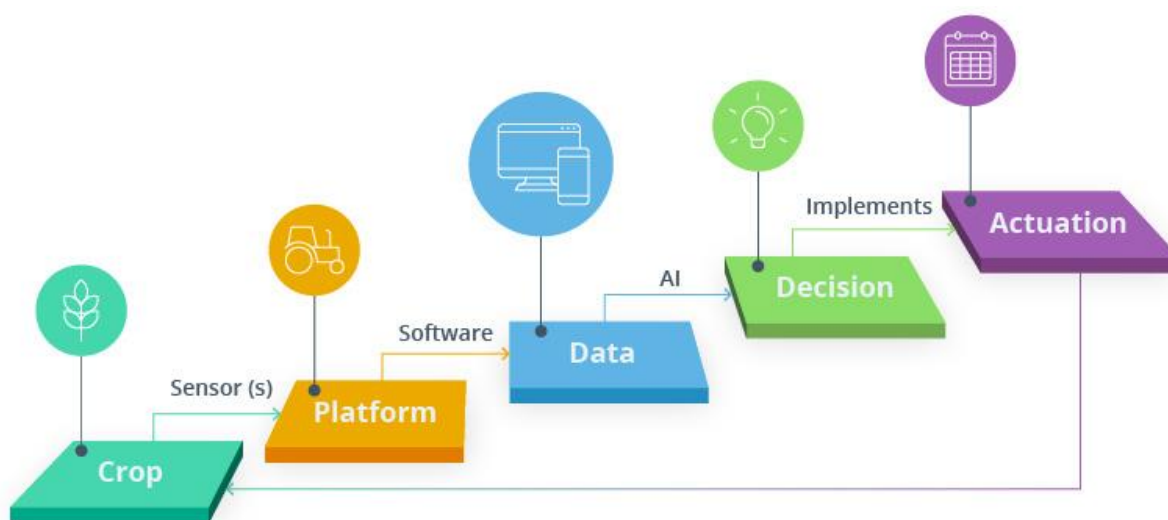 Crop
Sensor (s)
Platform
Software
Data
AI
Decision
Implements
Actuation